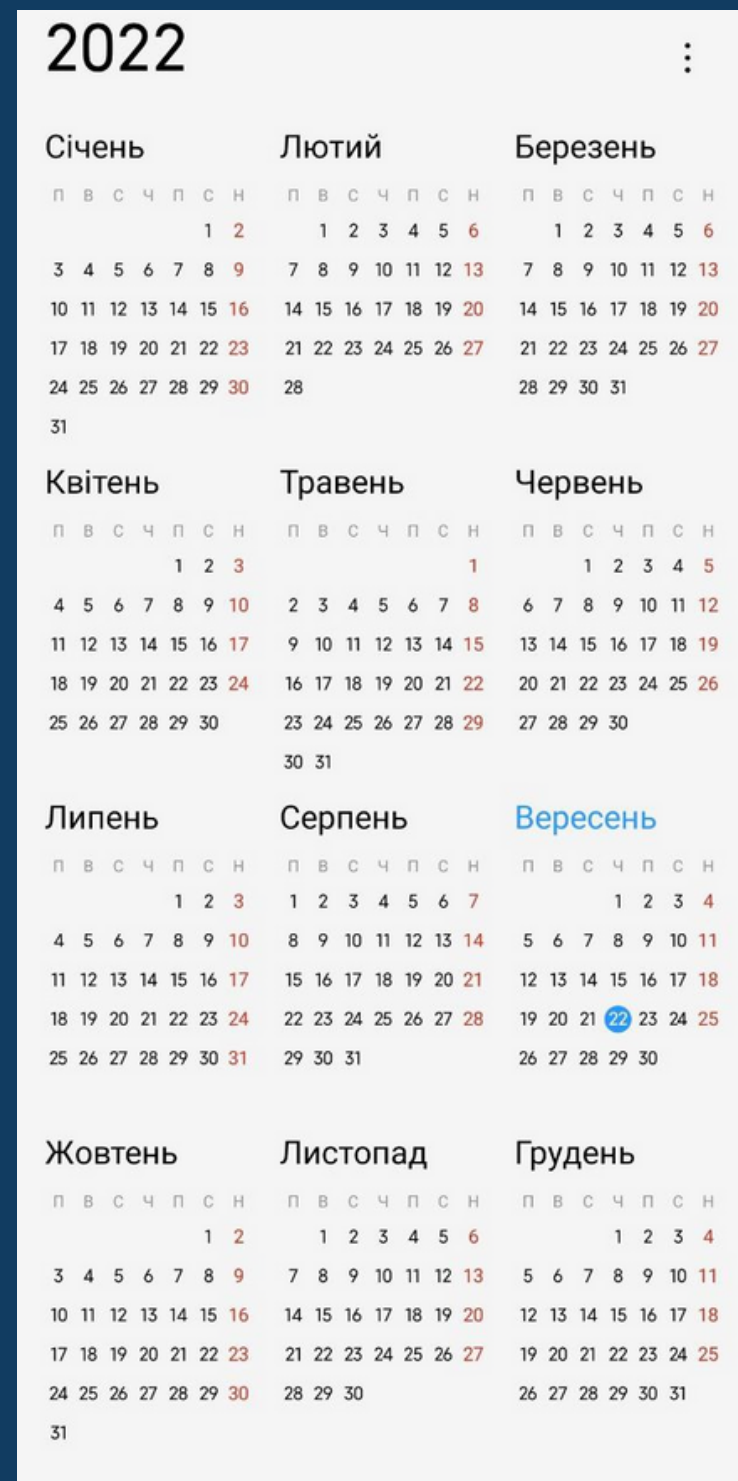 2022
Січень Лютий Березень
П В С Ч П С Н П В С Ч П С Н П В С Ч П С Н
1 2 1 2 3 4 5 6 1 2 3 4 5 6
3 4 5 6 7 8 9 7 8 9 10 11 12 13 7 8 9 10 11 12 13
10 11 12 13 14 15 16 14 15 16 17 18 19 20 14 15 16 17 18 19 20
17 18 19 20 21 22 23 21 22 23 24 25 26 27 21 22 23 24 25 26 27
24 25 26 27 28 29 30 28 28 29 30 31
31
Квітень Травень Червень
П В С Ч П С Н П В С Ч П С Н П В С Ч П С Н
1 2 3 1 1 2 3 4 5
4 5 6 7 8 9 10 2 3 4 5 6 7 8 6 7 8 9 10 11 12
11 12 13 14 15 16 17 9 10 11 12 13 14 15 13 14 15 16 17 18 19
18 19 20 21 22 23 24 16 17 18 19 20 21 22 20 21 22 23 24 25 26
25 26 27 28 29 30 23 24 25 26 27 28 29 27 28 29 30
30 31
Липень Серпень Вересень
П В С Ч П С Н П В С Ч П С Н П В С Ч П С Н
1 2 3 1 2 3 4 5 6 7 1 2 3 4
4 5 6 7 8 9 10 8 9 10 11 12 13 14 5 6 7 8 9 10 11
11 12 13 14 15 16 17 15 16 17 18 19 20 21 12 13 14 15 16 17 18
18 19 20 21 22 23 24 22 23 24 25 26 27 28 19 20 21 22 23 24 25
25 26 27 28 29 30 31 29 30 31 26 27 28 29 30
Жовтень Листопад Грудень
П В С Ч П С Н П В С Ч П С Н П В С Ч П С Н
1 2 1 2 3 4 5 6 1 2 3 4
3 4 5 6 7 8 9 7 8 9 10 11 12 13 5 6 7 8 9 10 11
10 11 12 13 14 15 16 14 15 16 17 18 19 20 12 13 14 15 16 17 18
17 18 19 20 21 22 23 21 22 23 24 25 26 27 19 20 21 22 23 24 25
24 25 26 27 28 29 30 28 29 30 26 27 28 29 30 31
31